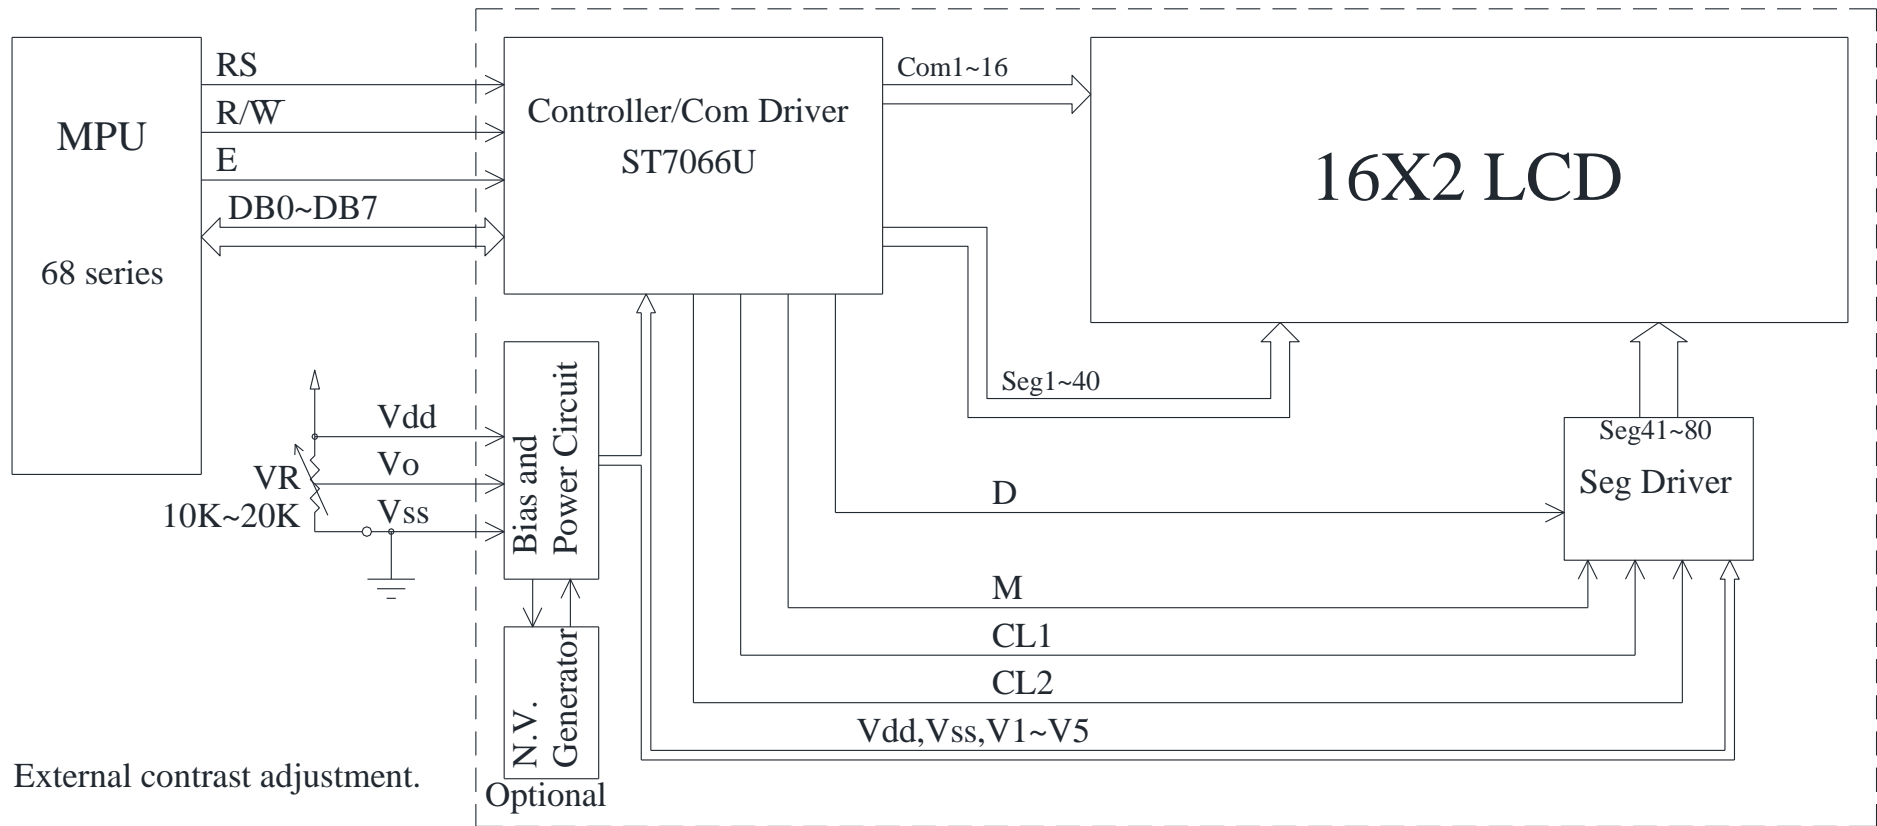 MPU
68 series
RS
R/W̅
E
DB0~DB7
Controller/Com Driver
ST7066U
Com1~16
16X2 LCD
Seg1~40
Seg41~80
Seg Driver
Vdd
Vo
Vss
VR
10K~20K
Bias and
Power Circuit
D
M
CL1
CL2
Vdd,Vss,V1~V5
N.V.
Generator
Optional
External contrast adjustment.